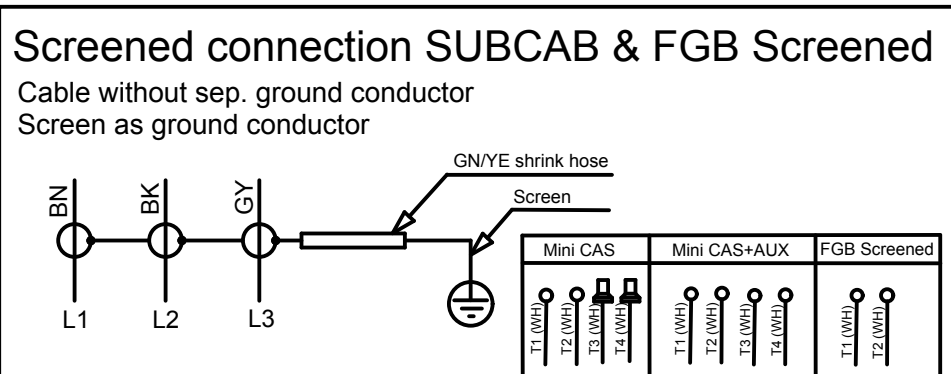 Screened connection SUBCAB & FGB Screened
Cable without sep. ground conductor
Screen as ground conductor
GN/YE shrink hose
Screen
BN
BK
GY
L1
L2
L3
Mini CAS
Mini CAS+AUX
FGB Screened
T1 (WH)
T2 (WH)
T3 (WH)
T4 (WH)
T1 (WH)
T2 (WH)
T3 (WH)
T4 (WH)
T1 (WH)
T2 (WH)